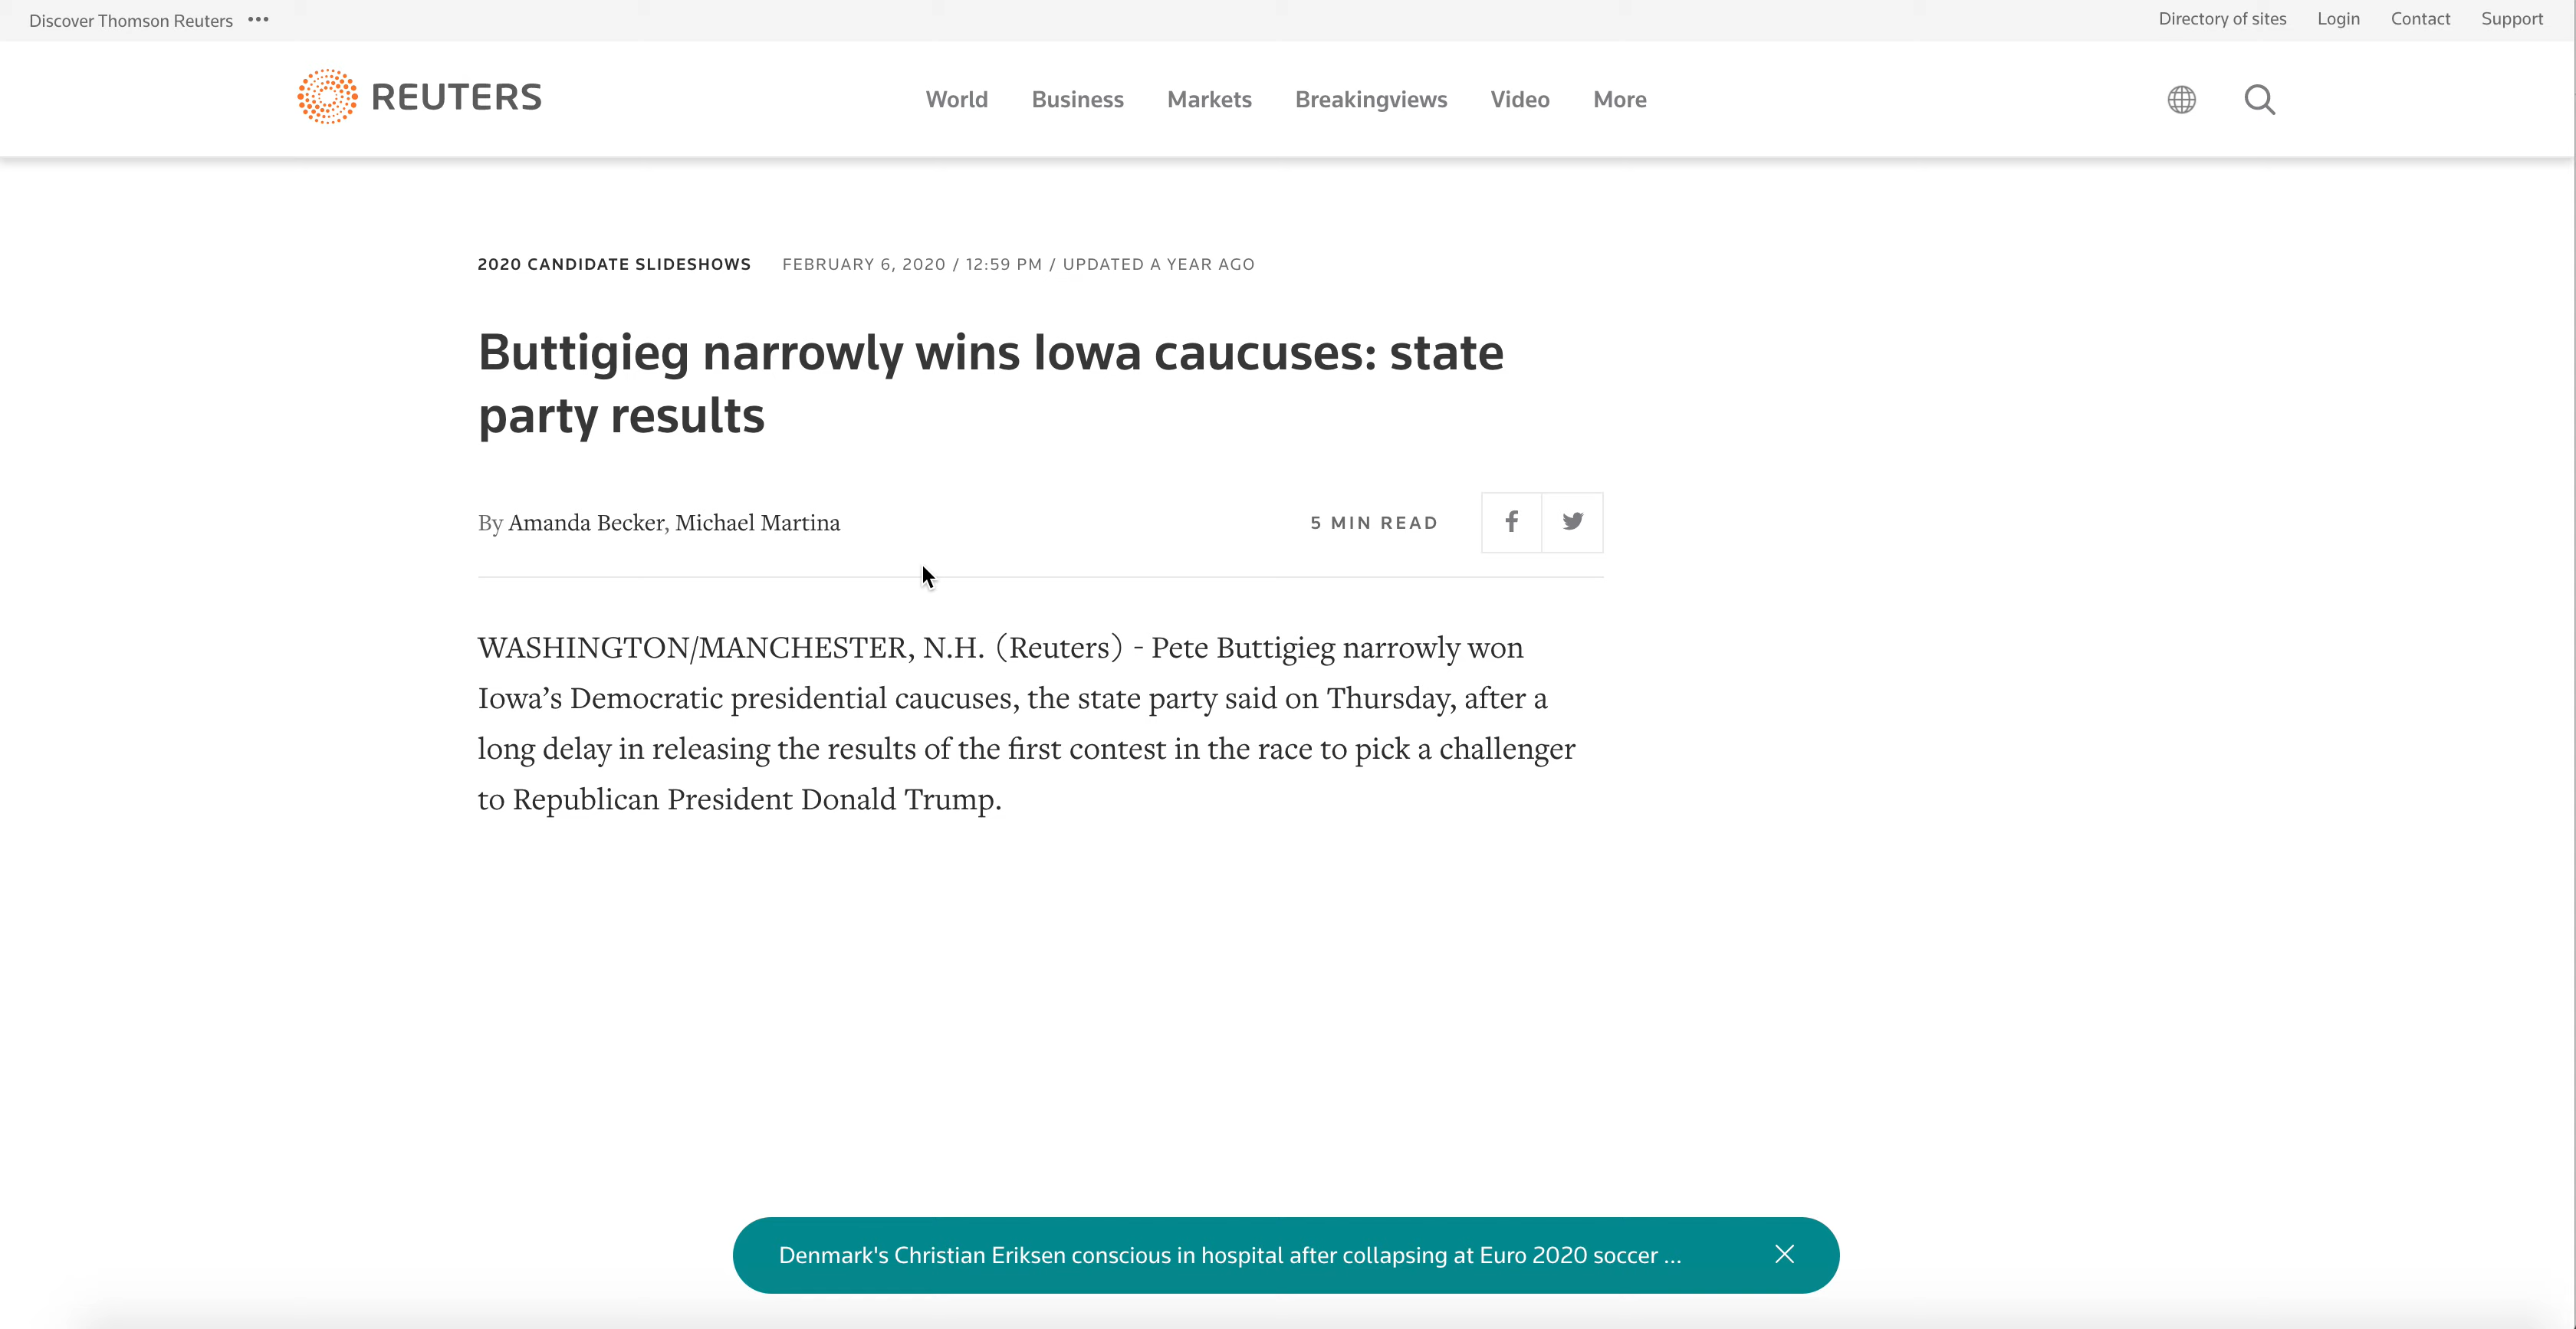 Discover Thomson Reuters •••
Directory of sites Login Contact Support
REUTERS
World Business Markets Breakingviews Video More
2020 CANDIDATE SLIDESHOWS FEBRUARY 6, 2020 / 12:59 PM / UPDATED A YEAR AGO
Buttigieg narrowly wins Iowa caucuses: state
party results
By Amanda Becker, Michael Martina
5 MIN READ
WASHINGTON/MANCHESTER, N.H. (Reuters) - Pete Buttigieg narrowly won
Iowa’s Democratic presidential caucuses, the state party said on Thursday, after a
long delay in releasing the results of the first contest in the race to pick a challenger
to Republican President Donald Trump.
Denmark's Christian Eriksen conscious in hospital after collapsing at Euro 2020 soccer ...